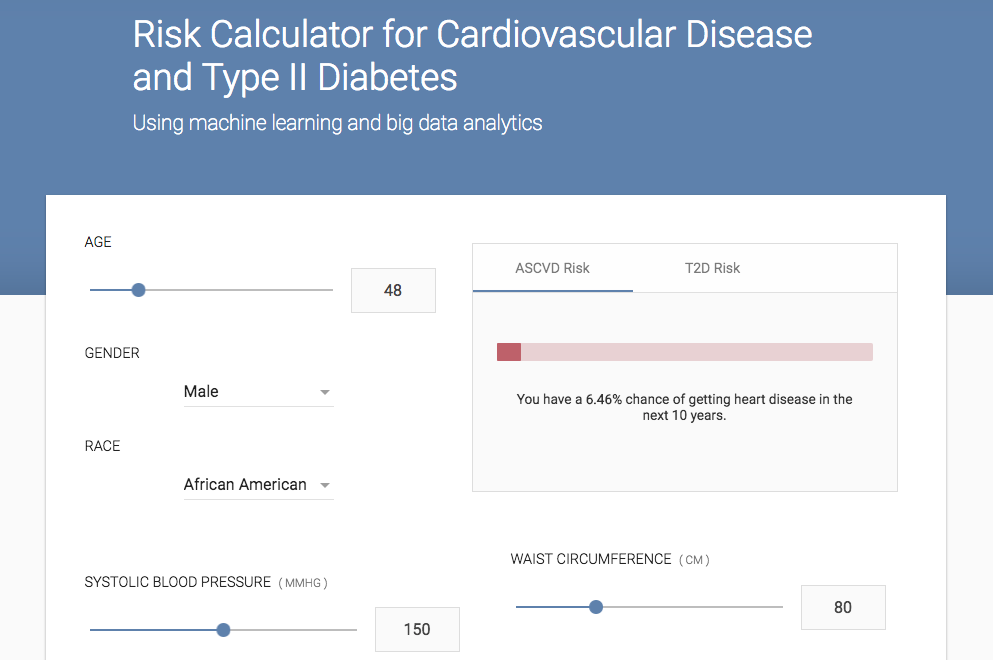 Risk Calculator for Cardiovascular Disease
and Type II Diabetes
Using machine learning and big data analytics
AGE
48
GENDER
Male
RACE
African American
ASCVD Risk
T2D Risk
You have a 6.46% chance of getting heart disease in the
next 10 years.
SYSTOLIC BLOOD PRESSURE (MMHG)
150
WAIST CIRCUMFERENCE (CM)
80